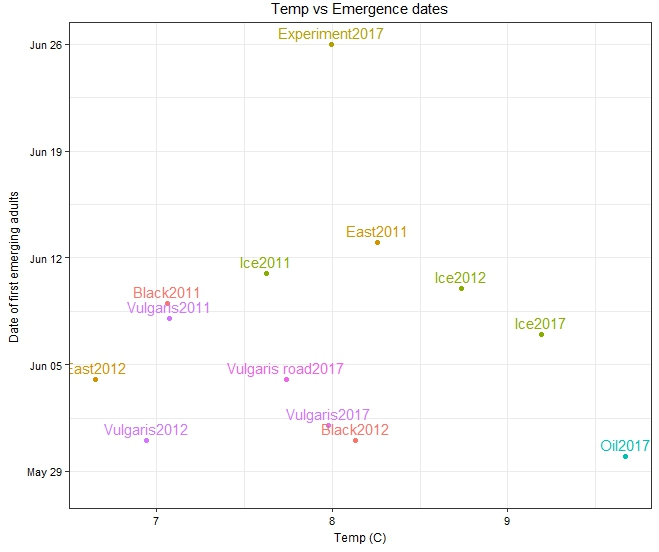 Temp vs Emergence dates
Experiment2017
Jun 26
Jun 19
East2011
Jun 12
Ice2011
Ice2012
Black2011
Vulgaris2011
Ice2017
Jun 05
East2012
Vulgaris road2017
Vulgaris2017
Vulgaris2012
Black2012
Oil2017
May 29
7
8
9
Temp (C)
Date of first emerging adults